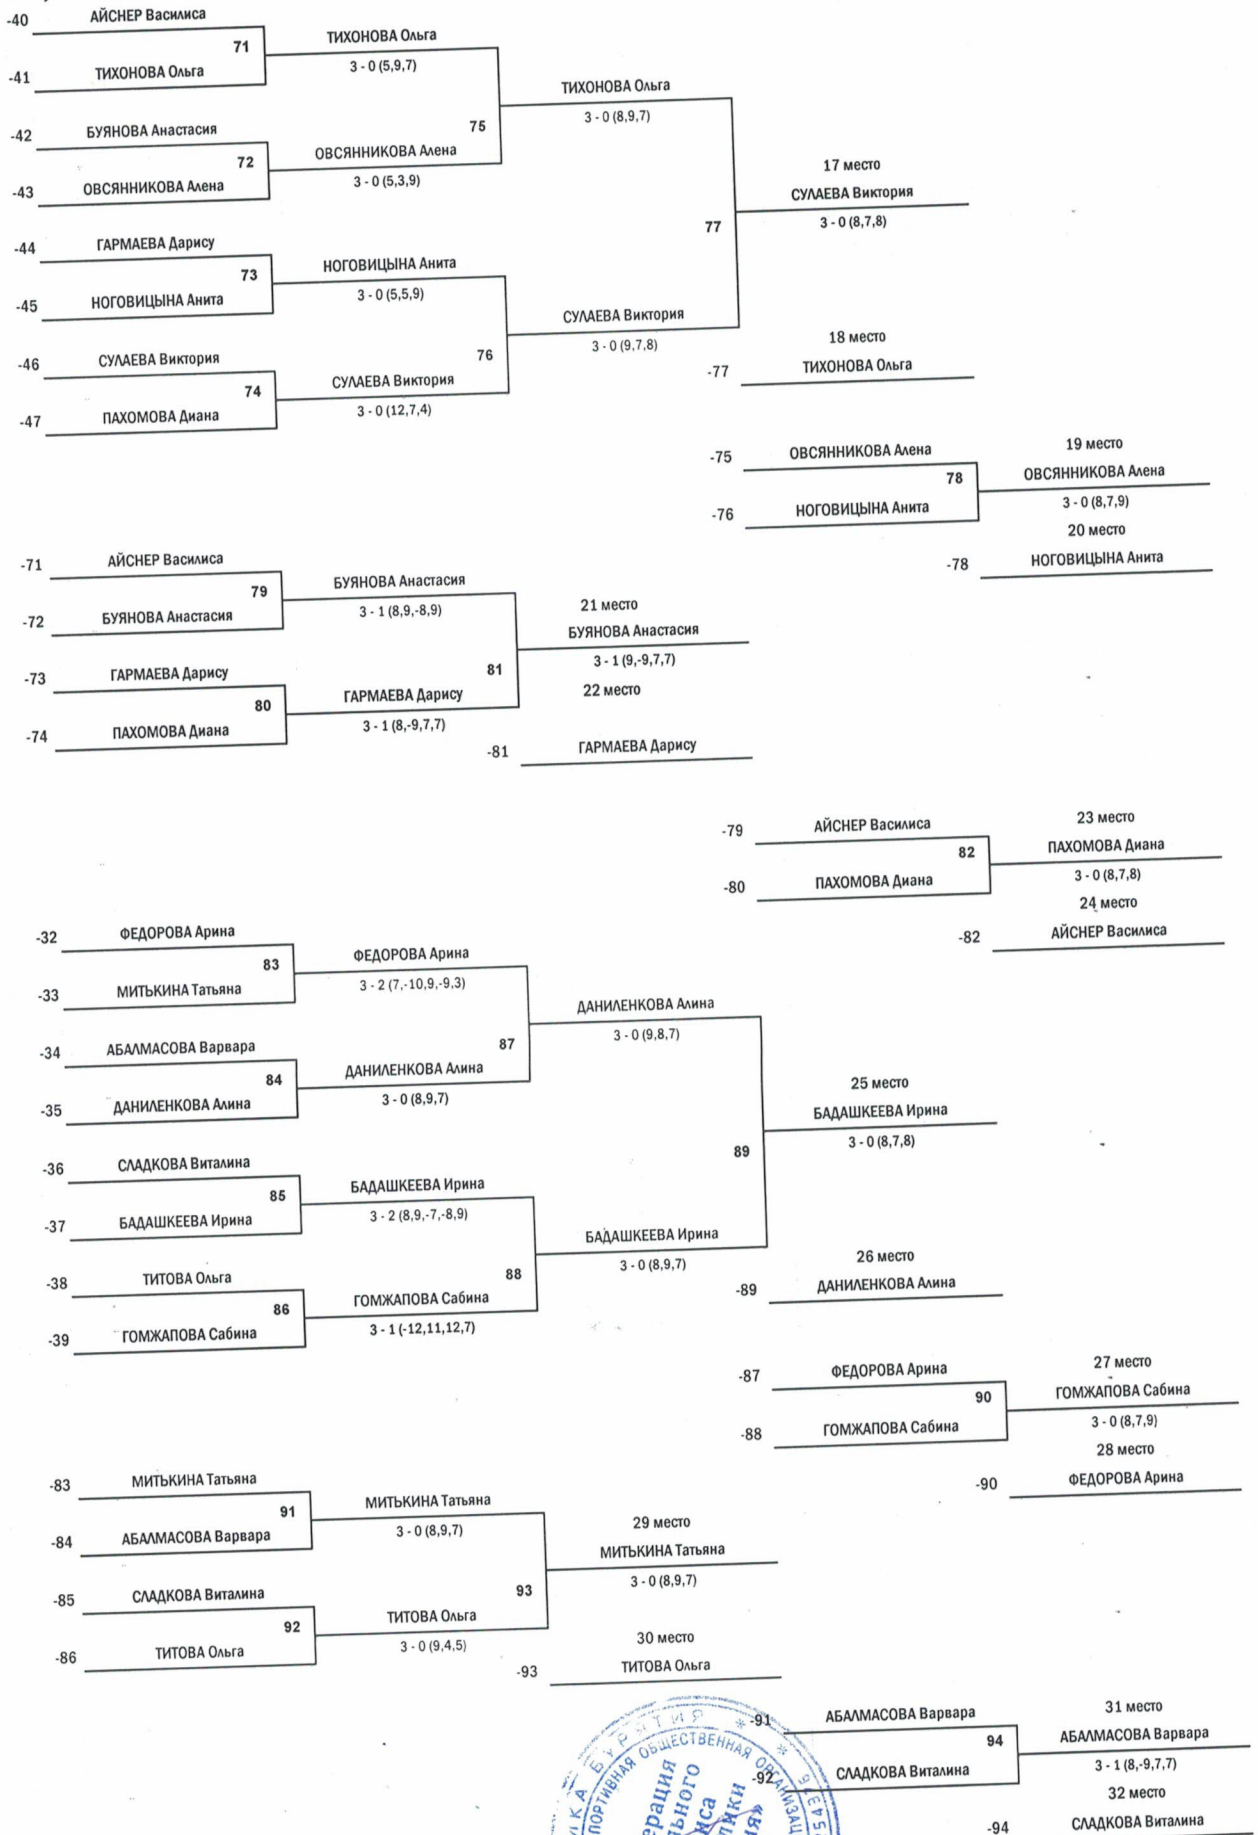 -40 АЙСНЕР Василиса
71
ТИХОНОВА Ольга
3 - 0 (5,9,7)
-41 ТИХОНОВА Ольга
75
ТИХОНОВА Ольга
3 - 0 (8,9,7)
-42 БУЯНОВА Анастасия
72
ОВСЯННИКОВА Алена
3 - 0 (5,3,9)
-43 ОВСЯННИКОВА Алена
77
17 место
СУЛАЕВА Виктория
3 - 0 (8,7,8)
-44 ГАРМАЕВА Дарису
73
НОГОВИЦЫНА Анита
3 - 0 (5,5,9)
-45 НОГОВИЦЫНА Анита
76
СУЛАЕВА Виктория
3 - 0 (9,7,8)
-46 СУЛАЕВА Виктория
74
СУЛАЕВА Виктория
3 - 0 (12,7,4)
-47 ПАХОМОВА Диана
18 место
-77 ТИХОНОВА Ольга
-75 ОВСЯННИКОВА Алена
78
-76 НОГОВИЦЫНА Анита
19 место
ОВСЯННИКОВА Алена
3 - 0 (8,7,9)
20 место
-78 НОГОВИЦЫНА Анита
-71 АЙСНЕР Василиса
79
БУЯНОВА Анастасия
3 - 1 (8,9,-8,9)
-72 БУЯНОВА Анастасия
81
21 место
БУЯНОВА Анастасия
3 - 1 (9,-9,7,7)
22 место
-73 ГАРМАЕВА Дарису
80
ГАРМАЕВА Дарису
3 - 1 (8,-9,7,7)
-74 ПАХОМОВА Диана
-81 ГАРМАЕВА Дарису
-79 АЙСНЕР Василиса
82
-80 ПАХОМОВА Диана
23 место
ПАХОМОВА Диана
3 - 0 (8,7,8)
24 место
-82 АЙСНЕР Василиса
-32 ФЕДОРОВА Арина
83
ФЕДОРОВА Арина
3 - 2 (7,-10,9,-9,3)
-33 МИТЬКИНА Татьяна
87
ДАНИЛЕНКОВА Алина
3 - 0 (9,8,7)
-34 АБАЛМАСОВА Варвара
84
ДАНИЛЕНКОВА Алина
3 - 0 (8,9,7)
-35 ДАНИЛЕНКОВА Алина
89
25 место
БАДАШКЕЕВА Ирина
3 - 0 (8,7,8)
-36 СЛАДКОВА Виталина
85
БАДАШКЕЕВА Ирина
3 - 2 (8,9,-7,-8,9)
-37 БАДАШКЕЕВА Ирина
88
БАДАШКЕЕВА Ирина
3 - 0 (8,9,7)
-38 ТИТОВА Ольга
86
ГОМЖАПОВА Сабина
3 - 1 (-12,11,12,7)
-39 ГОМЖАПОВА Сабина
26 место
-89 ДАНИЛЕНКОВА Алина
-87 ФЕДОРОВА Арина
90
-88 ГОМЖАПОВА Сабина
27 место
ГОМЖАПОВА Сабина
3 - 0 (8,7,9)
28 место
-90 ФЕДОРОВА Арина
-83 МИТЬКИНА Татьяна
91
МИТЬКИНА Татьяна
3 - 0 (8,9,7)
-84 АБАЛМАСОВА Варвара
93
29 место
МИТЬКИНА Татьяна
3 - 0 (8,9,7)
-85 СЛАДКОВА Виталина
92
ТИТОВА Ольга
3 - 0 (9,4,5)
-86 ТИТОВА Ольга
30 место
-93 ТИТОВА Ольга
-91 АБАЛМАСОВА Варвара
94
-92 СЛАДКОВА Виталина
31 место
АБАЛМАСОВА Варвара
3 - 1 (8,-9,7,7)
32 место
-94 СЛАДКОВА Виталина
БУРЯТИЯ
ОБЩЕСТВЕННАЯ